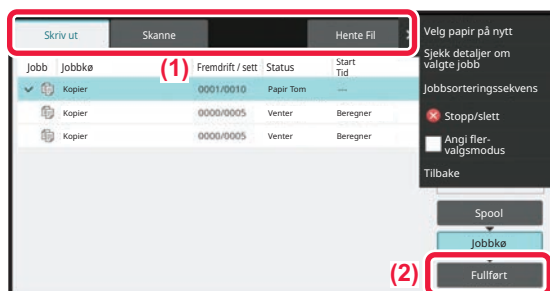 Skriv ut
Skanne
Hente Fil
(1)
Jobb Jobbkø Fremdrift / sett Status Start Tid
Kopier 0001/0010 Papir Tom ---
Kopier 0000/0005 Venter Beregner
Kopier 0000/0005 Venter Beregner
Velg papir på nytt
Sjekk detaljer om
valgte jobb
Jobbsorteringssekvens
Stopp/slett
Angi fler-
valgsmodus
Tilbake
Spool
Jobbkø
(2)
Fullført